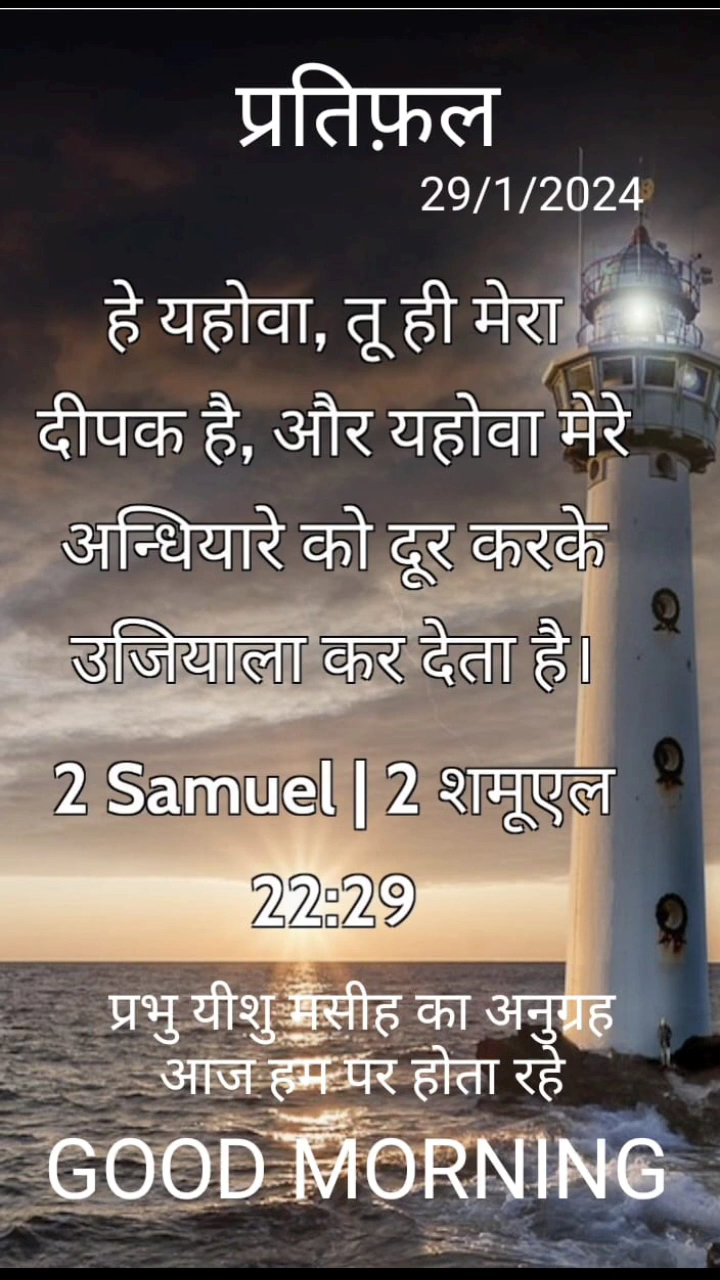 प्रतिफ़ल
29/1/2024
हे यहोवा, तू ही मेरा
दीपक है, और यहोवा मेरे
अन्धियारे को दूर करके
उजियाला कर देता है।
2 Samuel | 2 शमूएल
22:29
प्रभु यीशु मसीह का अनुग्रह
आज हम पर होता रहे
GOOD MORNING